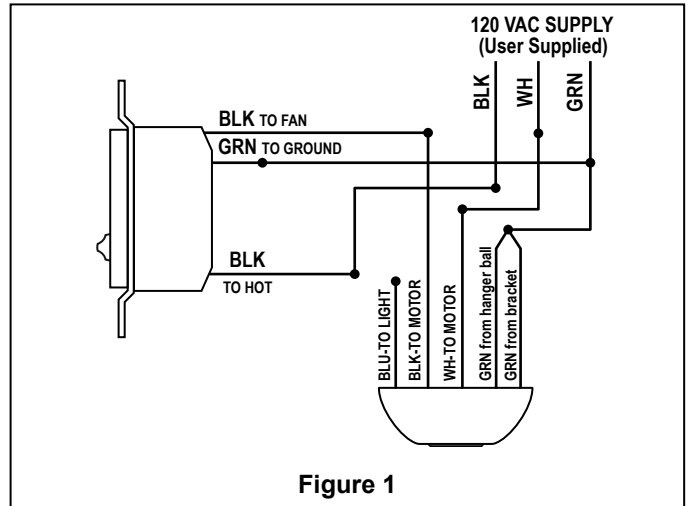 120 VAC SUPPLY
(User Supplied)
BLK
WH
GRN
BLK TO FAN
GRN TO GROUND
BLK
TO HOT
BLU-TO LIGHT
BLK-TO MOTOR
WH-TO MOTOR
GRN from hanger ball
GRN from bracket
Figure 1